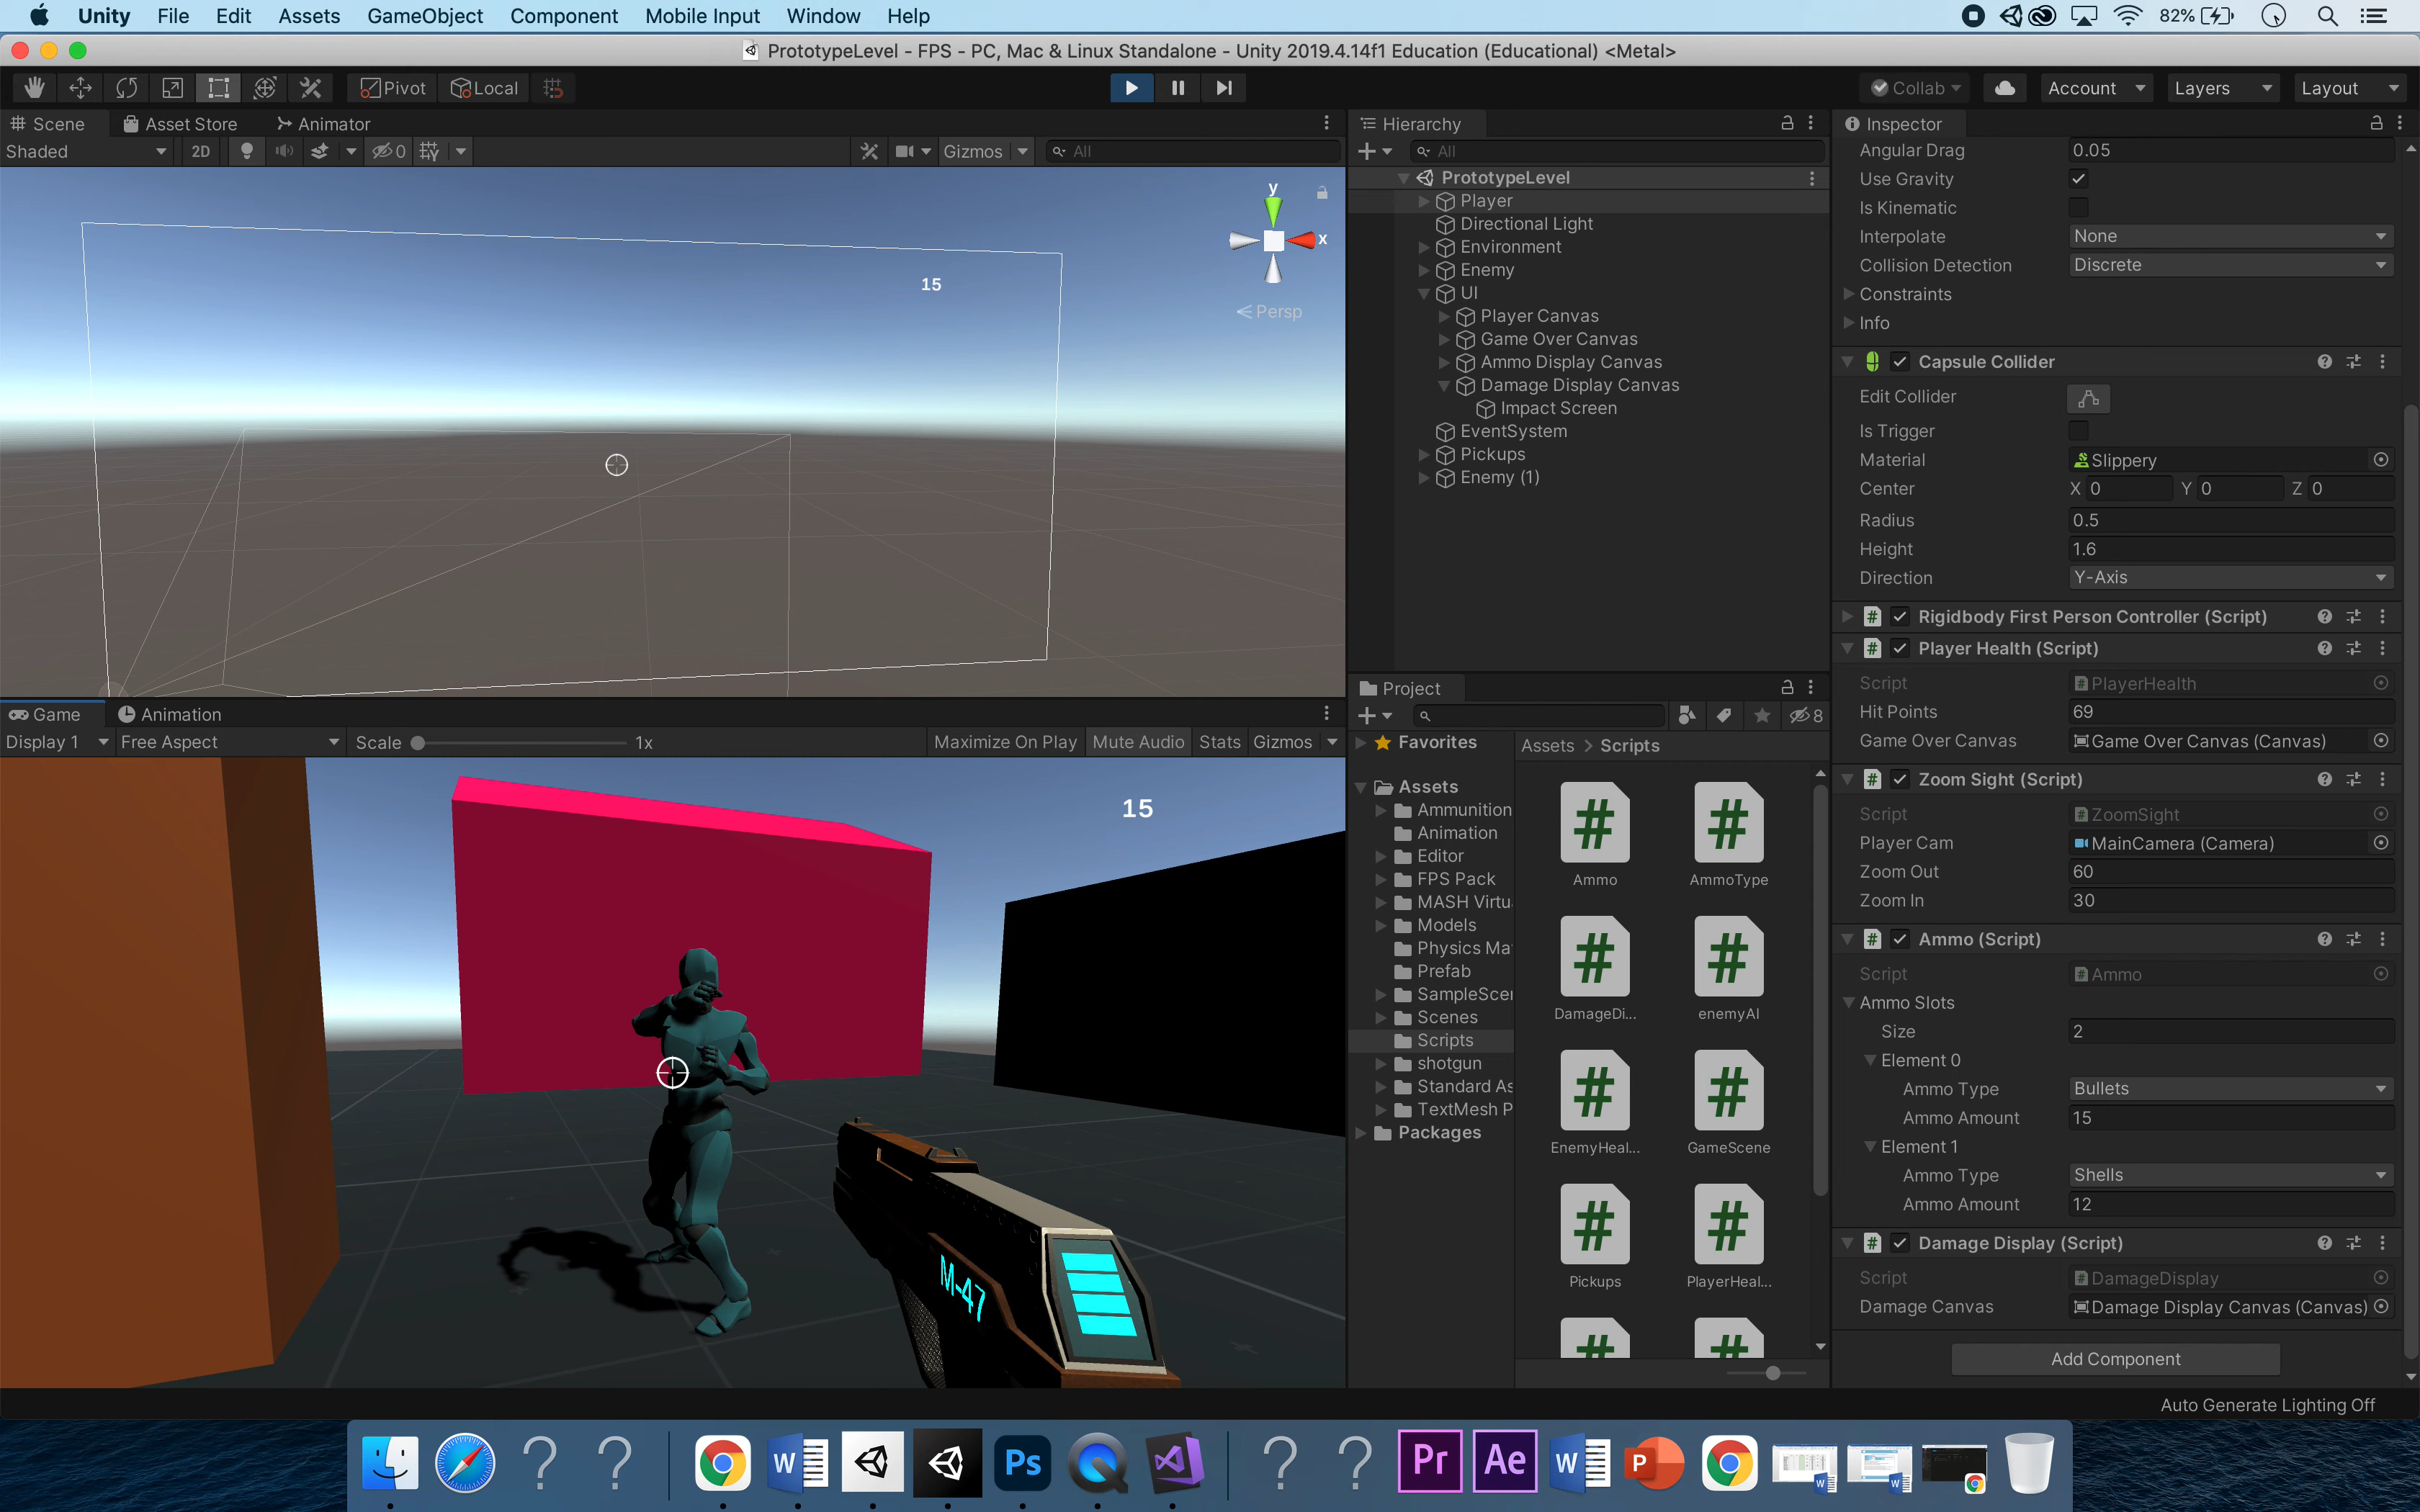 Unity File Edit Assets GameObject Component Mobile Input Window Help 82%
PrototypeLevel - FPS - PC, Mac & Linux Standalone - Unity 2019.4.14f1 Education (Educational) <Metal>
Pivot Local Collab Account Layers Layout
Scene Asset Store Animator
Shaded 2D 0 Gizmos All
y
x
Persp
15
Game Animation
Display 1 Free Aspect Scale 1x Maximize On Play Mute Audio Stats Gizmos
15
M-47
Hierarchy
All
PrototypeLevel
Player
Directional Light
Environment
Enemy
UI
Player Canvas
Game Over Canvas
Ammo Display Canvas
Damage Display Canvas
Impact Screen
EventSystem
Pickups
Enemy (1)
Project
8
Favorites
Assets
Ammunition
Animation
Editor
FPS Pack
MASH Virtu
Models
Physics Ma
Prefab
SampleScer
Scenes
Scripts
shotgun
Standard As
TextMesh P
Packages
Assets > Scripts
# #
Ammo AmmoType
# #
DamageDi... enemyAI
# #
EnemyHeal... GameScene
# #
Pickups PlayerHeal...
# #
Inspector
Angular Drag 0.05
Use Gravity
Is Kinematic
Interpolate None
Collision Detection Discrete
Constraints
Info
Capsule Collider
Edit Collider
Is Trigger
Material Slippery
Center X 0 Y 0 Z 0
Radius 0.5
Height 1.6
Direction Y-Axis
# Rigidbody First Person Controller (Script)
# Player Health (Script)
Script PlayerHealth
Hit Points 69
Game Over Canvas Game Over Canvas (Canvas)
# Zoom Sight (Script)
Script ZoomSight
Player Cam MainCamera (Camera)
Zoom Out 60
Zoom In 30
# Ammo (Script)
Script Ammo
Ammo Slots
Size 2
Element 0
Ammo Type Bullets
Ammo Amount 15
Element 1
Ammo Type Shells
Ammo Amount 12
# Damage Display (Script)
Script DamageDisplay
Damage Canvas Damage Display Canvas (Canvas)
Add Component
Auto Generate Lighting Off
? ? W Ps ? ? Pr Ae W P W W